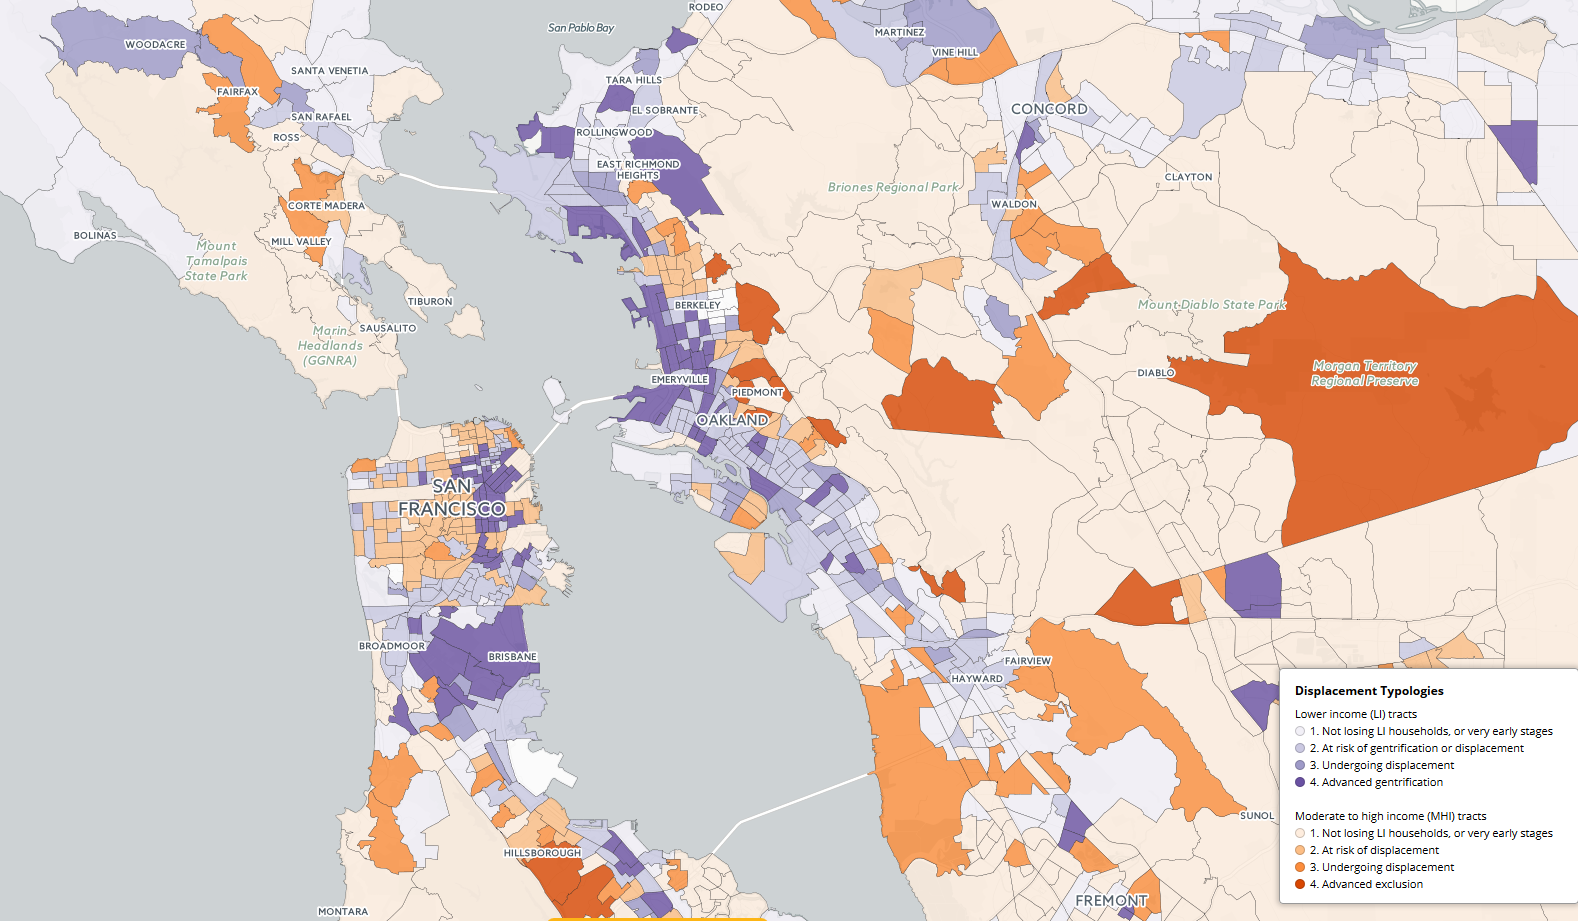 RODEO
San Pablo Bay
MARTINEZ
WOODACRE
VINE HILL
SANTA VENETIA
TARA HILLS
FAIRFAX
EL SOBRANTE
CONCORD
SAN RAFAEL
ROLLINGWOOD
ROSS
EAST RICHMOND
HEIGHTS
CLAYTON
Briones Regional Park
CORTE MADERA
WALDON
BOLINAS
MILL VALLEY
Mount
Tamalpais
State Park
TIBURON
BERKELEY
Mount Diablo State Park
SAUSALITO
Marin
Headlands
(GGNRA)
DIABLO
Morgan Territory
Regional Preserve
EMERYVILLE
PIEDMONT
OAKLAND
SAN
FRANCISCO
BROADMOOR
BRISBANE
FAIRVIEW
HAYWARD
SUNOL
HILLSBOROUGH
FREMONT
MONTARA
Displacement Typologies
Lower income (LI) tracts
1. Not losing LI households, or very early stages
2. At risk of gentrification or displacement
3. Undergoing displacement
4. Advanced gentrification
Moderate to high income (MHI) tracts
1. Not losing LI households, or very early stages
2. At risk of displacement
3. Undergoing displacement
4. Advanced exclusion